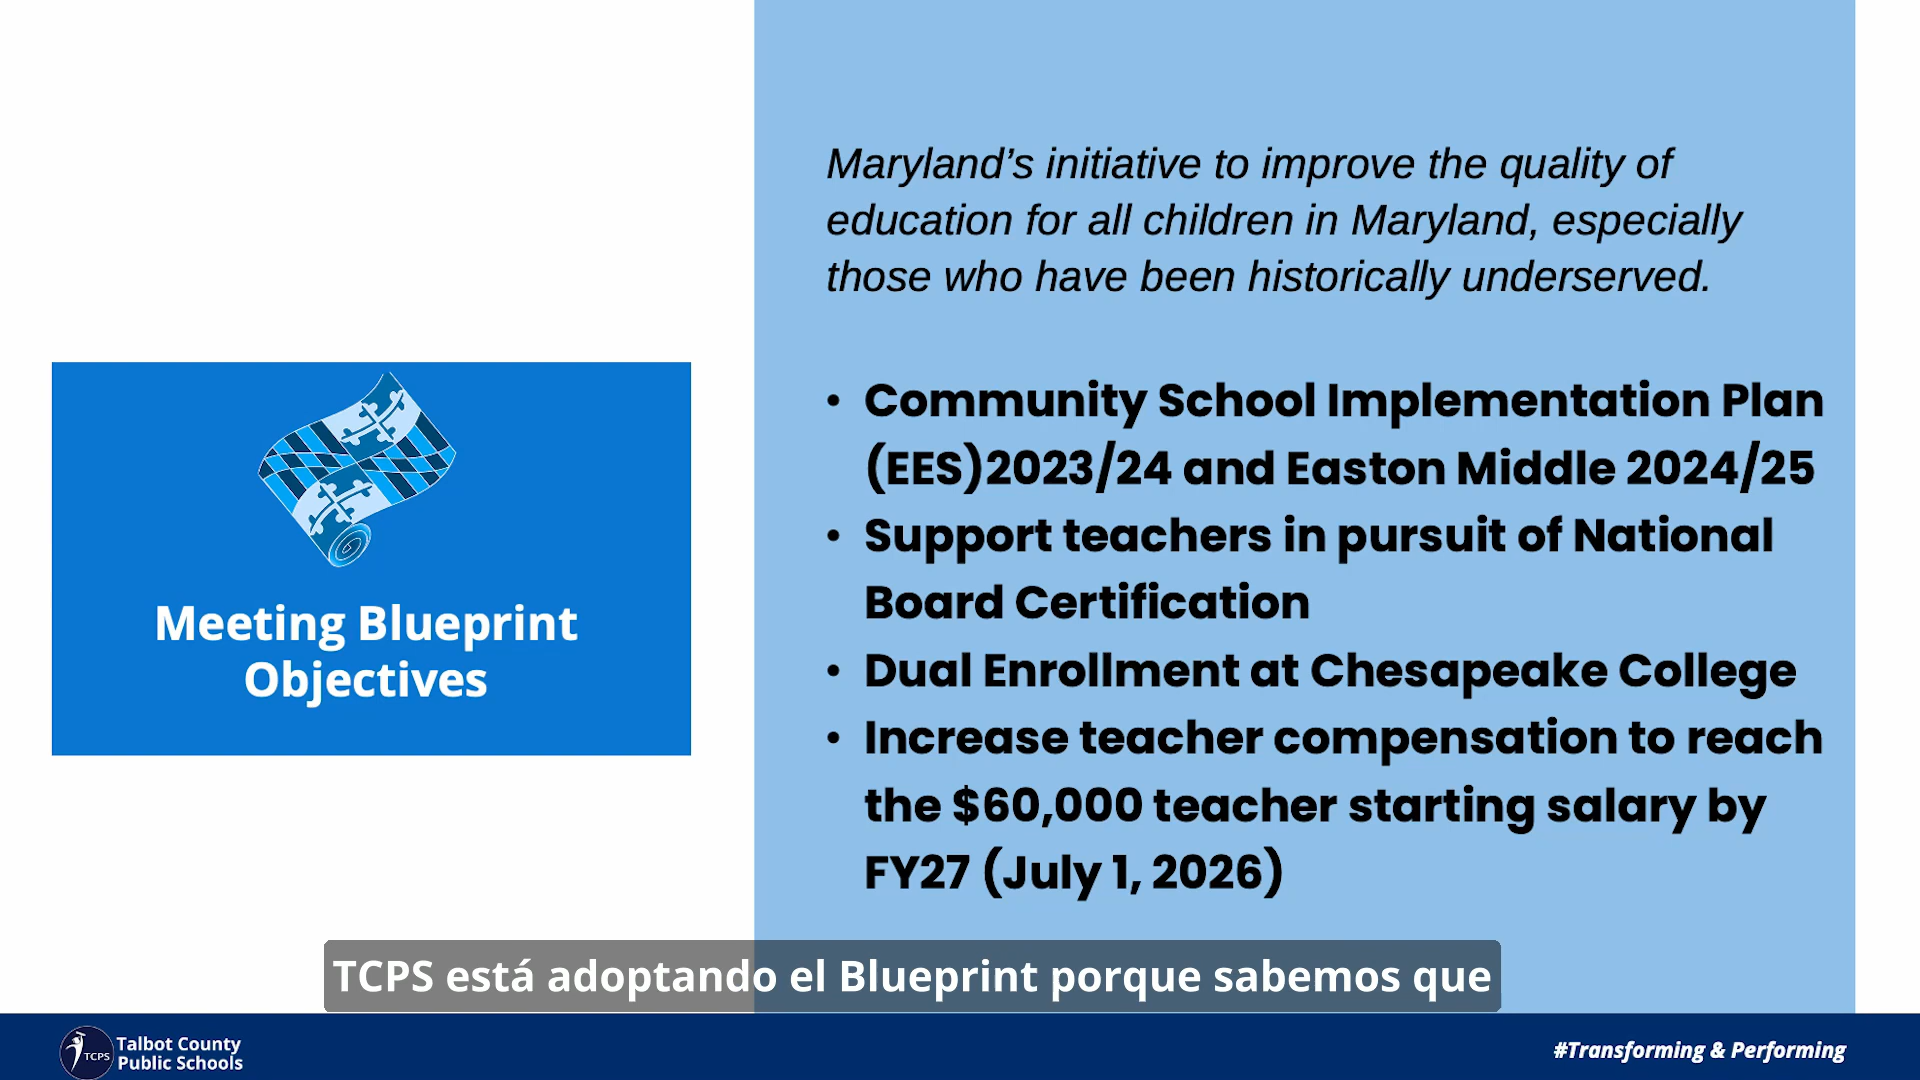 Maryland’s initiative to improve the quality of
education for all children in Maryland, especially
those who have been historically underserved.
• Community School Implementation Plan
(EES)2023/24 and Easton Middle 2024/25
• Support teachers in pursuit of National
Board Certification
• Dual Enrollment at Chesapeake College
• Increase teacher compensation to reach
the $60,000 teacher starting salary by
FY27 (July 1, 2026)
Meeting Blueprint
Objectives
TCPS está adoptando el Blueprint porque sabemos que
TCPS
Talbot County
Public Schools
#Transforming & Performing